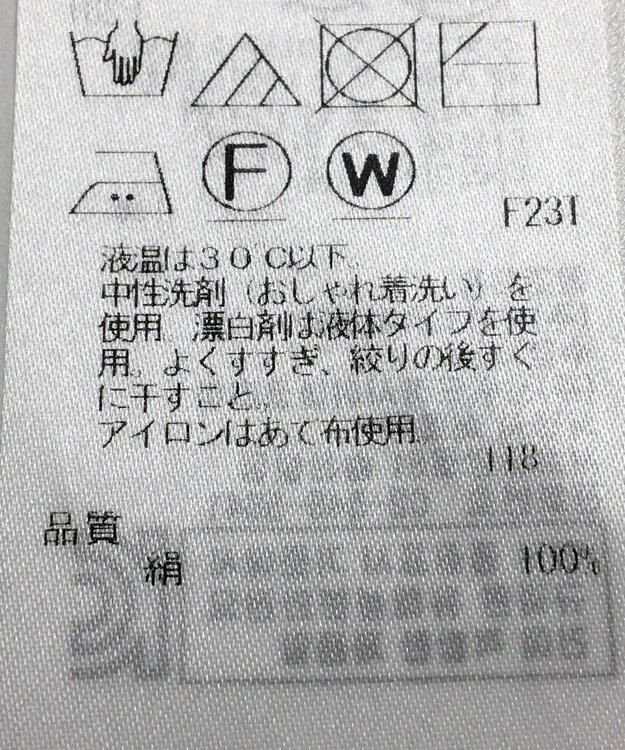 F W
F23T
液温は30℃以下
中性洗剤(おしゃれ着洗い)を
使用。漂白剤は液体タイプを使
用。よくすすぎ、絞りの後すぐ
に干すこと。
アイロンはあて布使用
118
品質
絹 100%